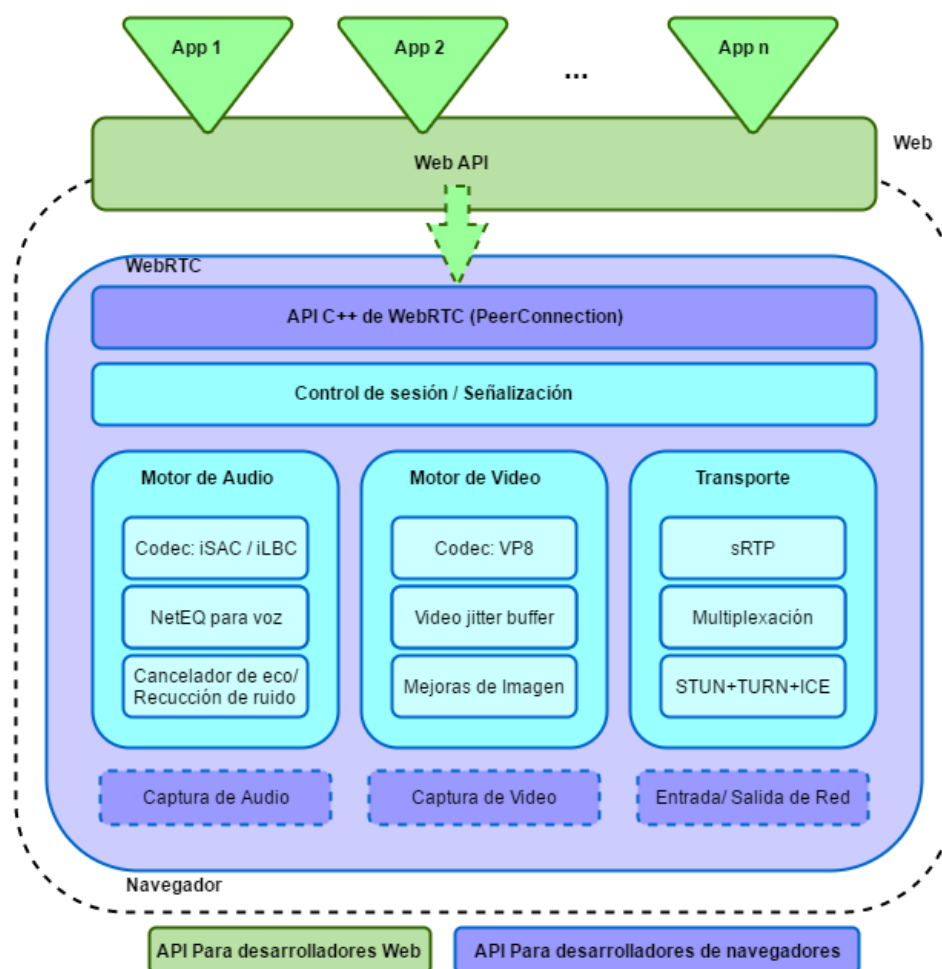 App 1
App 2
...
App n
Web
Web API
WebRTC
API C++ de WebRTC (PeerConnection)
Control de sesión / Señalización
Motor de Audio
Codec: iSAC / iLBC
NetEQ para voz
Cancelador de eco/
Recucción de ruido
Motor de Video
Codec: VP8
Video jitter buffer
Mejoras de Imagen
Transporte
sRTP
Multiplexación
STUN+TURN+ICE
Captura de Audio
Captura de Video
Entrada/ Salida de Red
Navegador
API Para desarrolladores Web
API Para desarrolladores de navegadores